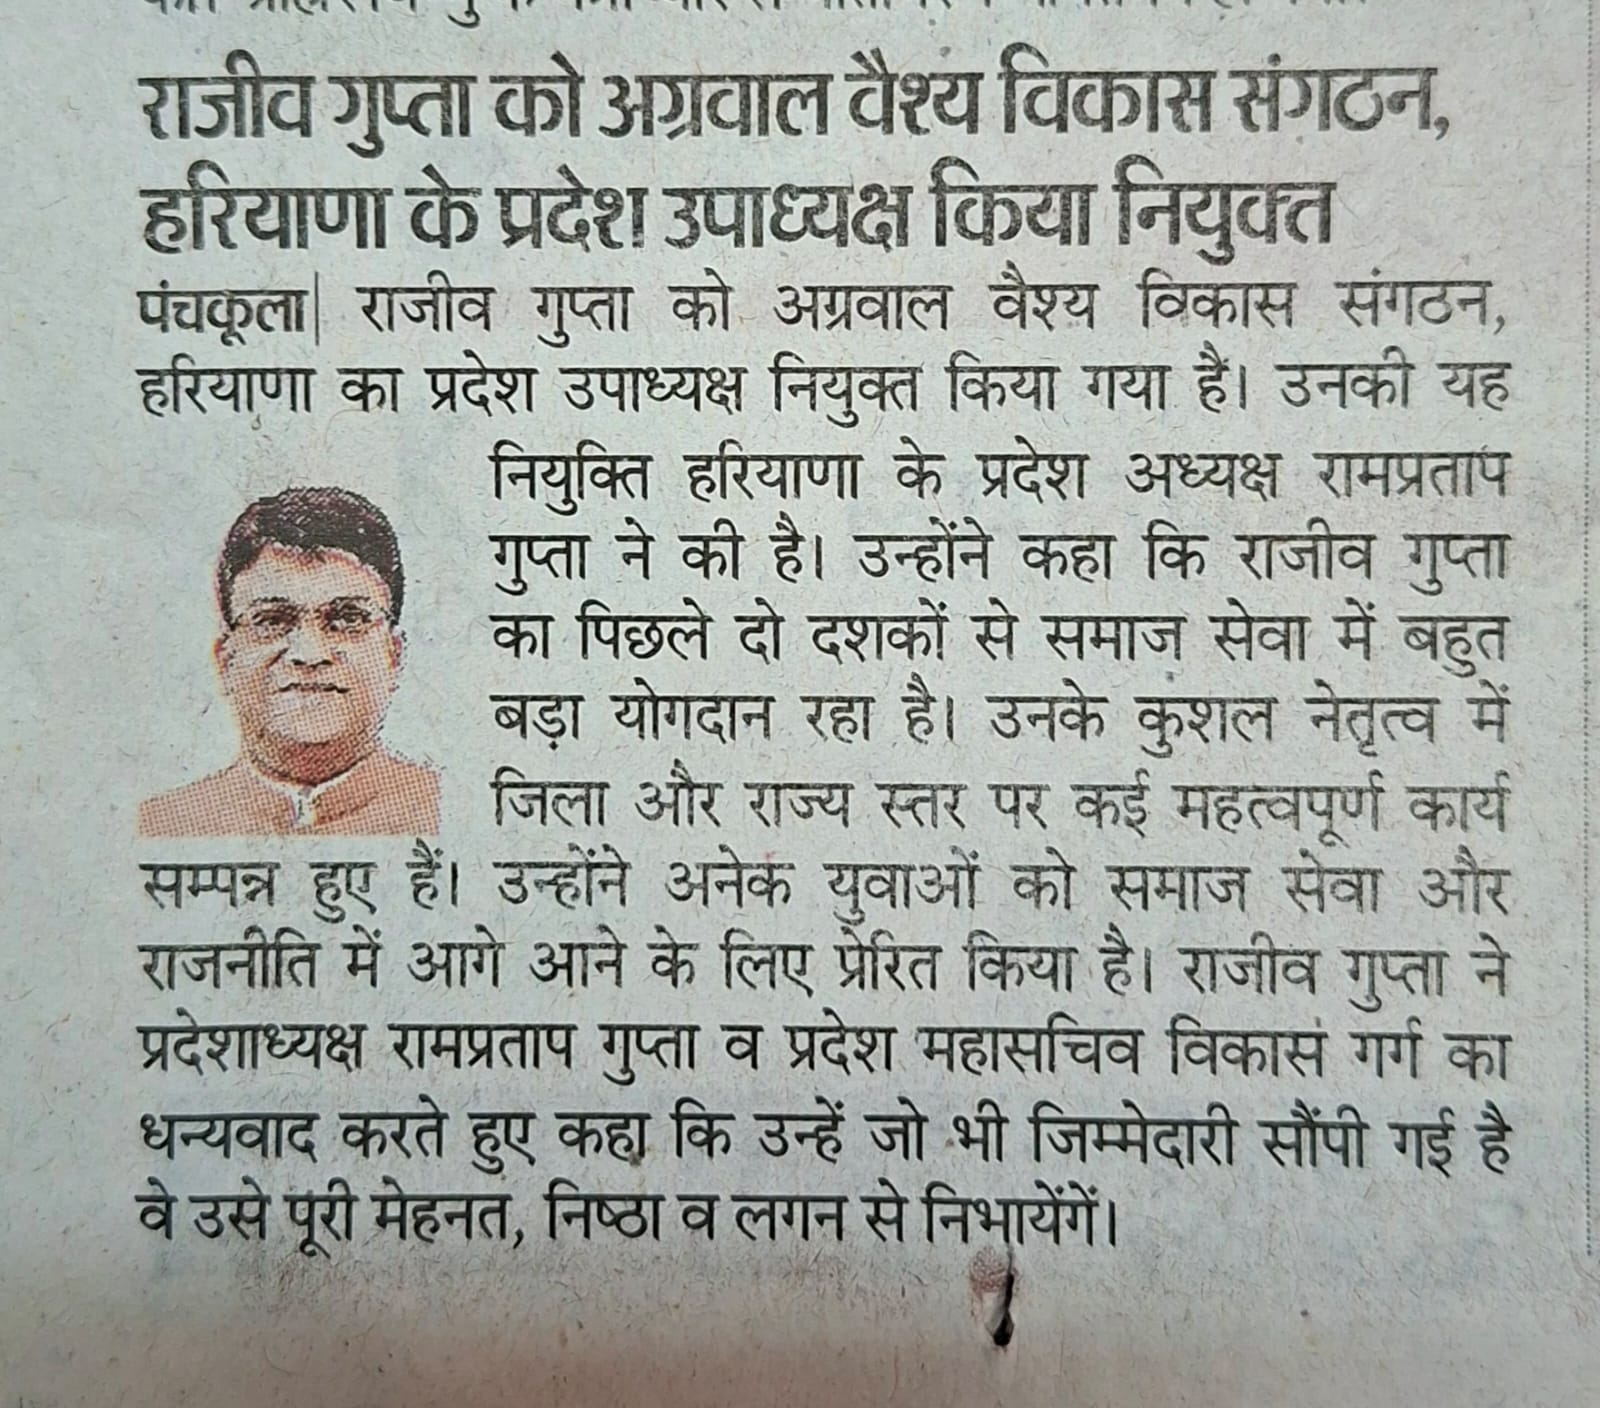 राजीव गुप्ता को अग्रवाल वैश्य विकास संगठन,
हरियाणा के प्रदेश उपाध्यक्ष किया नियुक्त
पंचकूला| राजीव गुप्ता को अग्रवाल वैश्य विकास संगठन,
हरियाणा का प्रदेश उपाध्यक्ष नियुक्त किया गया है। उनकी यह
नियुक्ति हरियाणा के प्रदेश अध्यक्ष रामप्रताप
गुप्ता ने की है। उन्होंने कहा कि राजीव गुप्ता
का पिछले दो दशकों से समाज सेवा में बहुत
बड़ा योगदान रहा है। उनके कुशल नेतृत्व में
जिला और राज्य स्तर पर कई महत्वपूर्ण कार्य
सम्पन्न हुए हैं। उन्होंने अनेक युवाओं को समाज सेवा और
राजनीति में आगे आने के लिए प्रेरित किया है। राजीव गुप्ता ने
प्रदेशाध्यक्ष रामप्रताप गुप्ता व प्रदेश महासचिव विकास गर्ग का
धन्यवाद करते हुए कहा कि उन्हें जो भी जिम्मेदारी सौंपी गई है
वे उसे पूरी मेहनत, निष्ठा व लगन से निभायेंगें।